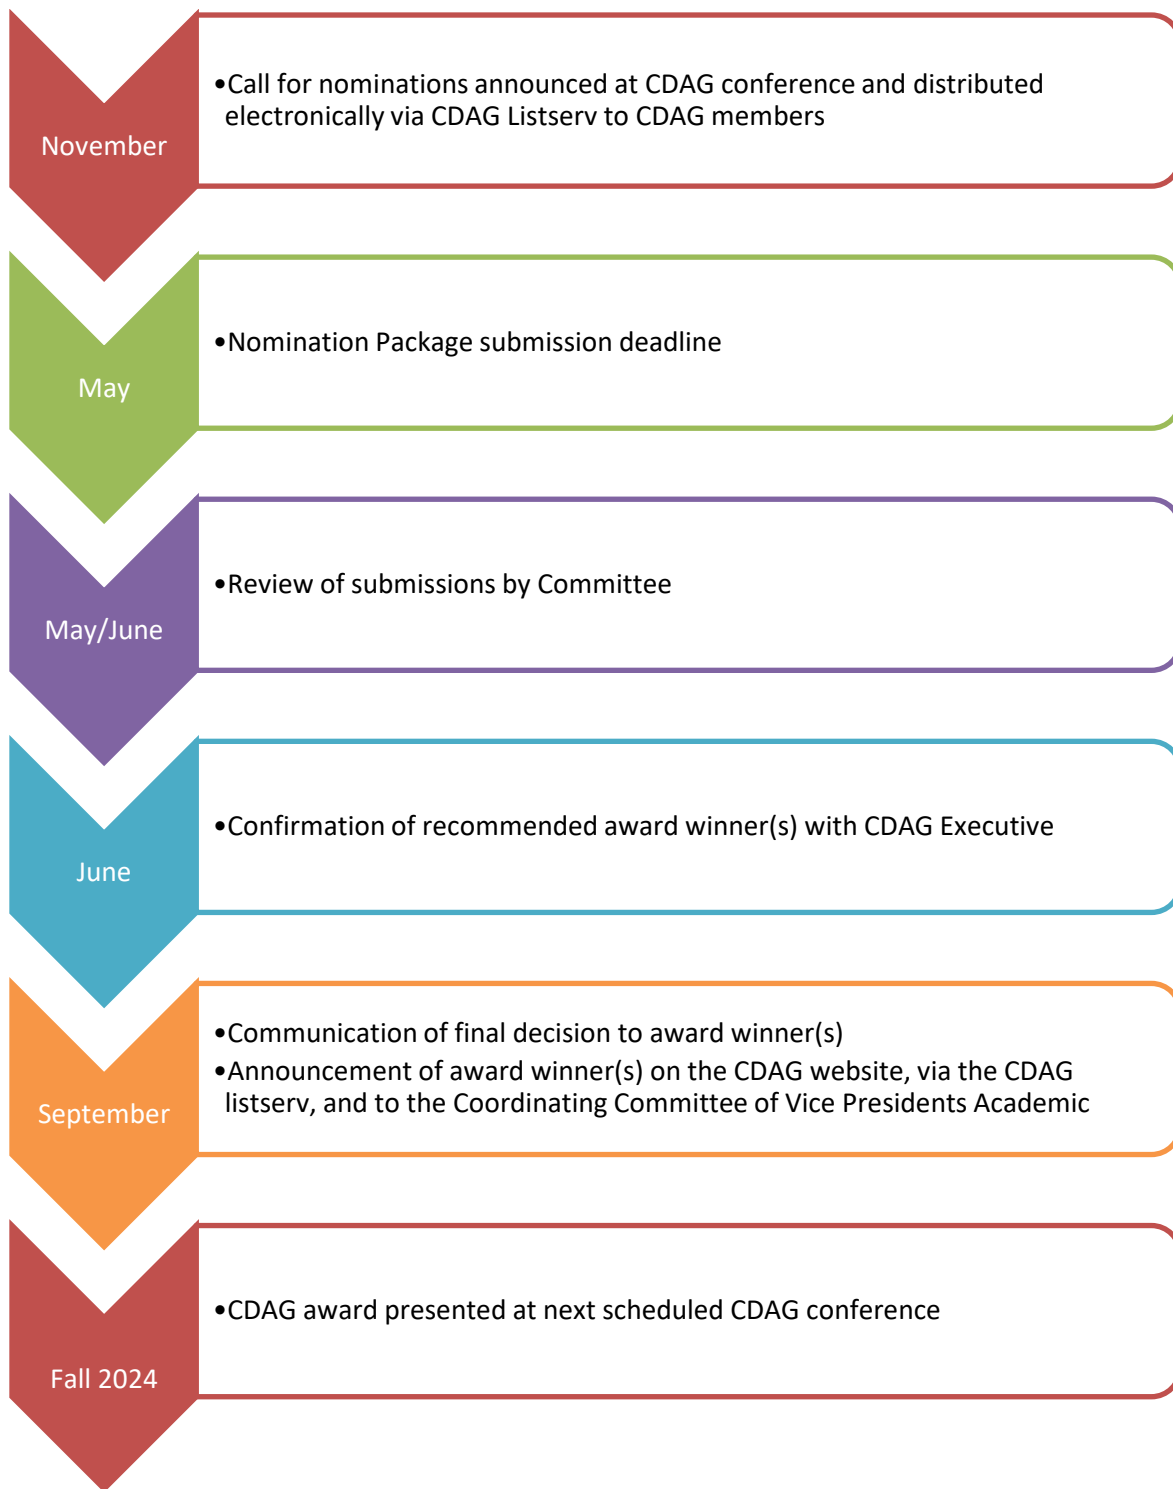 November
•Call for nominations announced at CDAG conference and distributed
electronically via CDAG Listserv to CDAG members
May
•Nomination Package submission deadline
May/June
•Review of submissions by Committee
June
•Confirmation of recommended award winner(s) with CDAG Executive
September
•Communication of final decision to award winner(s)
•Announcement of award winner(s) on the CDAG website, via the CDAG
listserv, and to the Coordinating Committee of Vice Presidents Academic
Fall 2024
•CDAG award presented at next scheduled CDAG conference